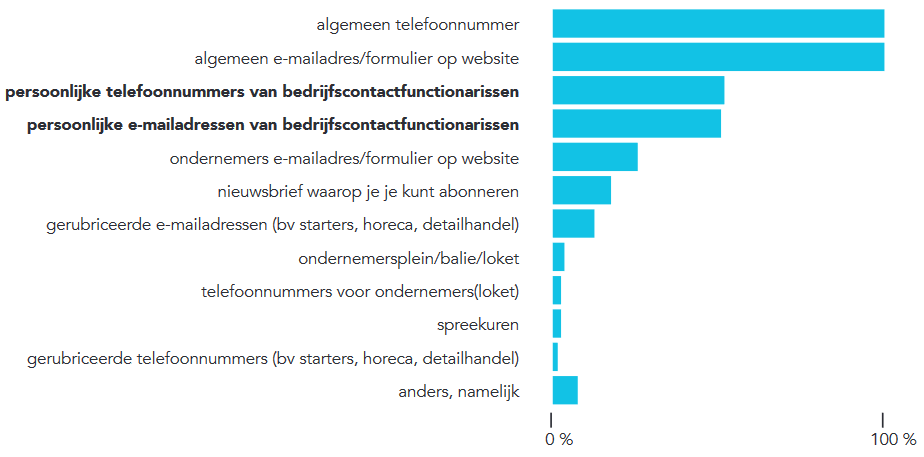 algemeen telefoonnummer
algemeen e-mailadres/formulier op website
persoonlijke telefoonnummers van bedrijfscontactfunctionarissen
persoonlijke e-mailadressen van bedrijfscontactfunctionarissen
ondernemers e-mailadres/formulier op website
nieuwsbrief waarop je je kunt abonneren
gerubriceerde e-mailadressen (bv starters, horeca, detailhandel)
ondernemersplein/balie/loket
telefoonnummers voor ondernemers(loket)
spreekuren
gerubriceerde telefoonnummers (bv starters, horeca, detailhandel)
anders, namelijk
0 % 100 %